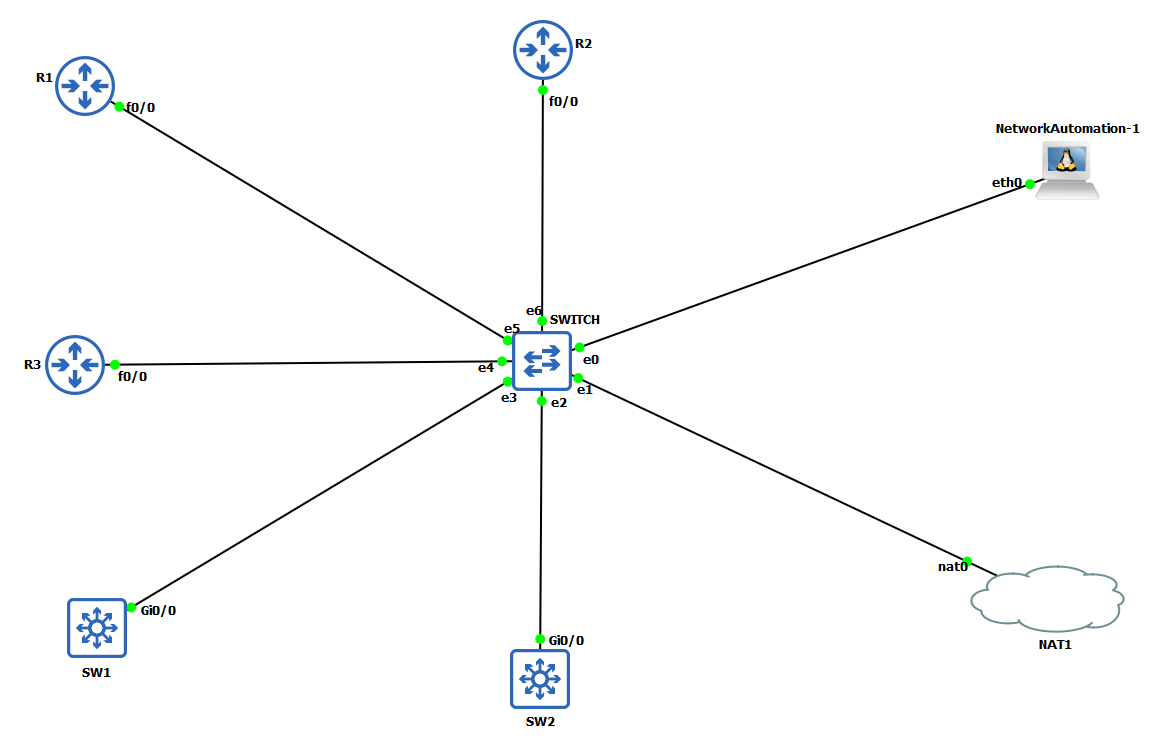 R2
R1
f0/0
f0/0
NetworkAutomation-1
eth0
e6
SWITCH
e5
R3
f0/0
e4
e0
e3
e2
e1
nat0
Gi0/0
Gi0/0
NAT1
SW1
SW2